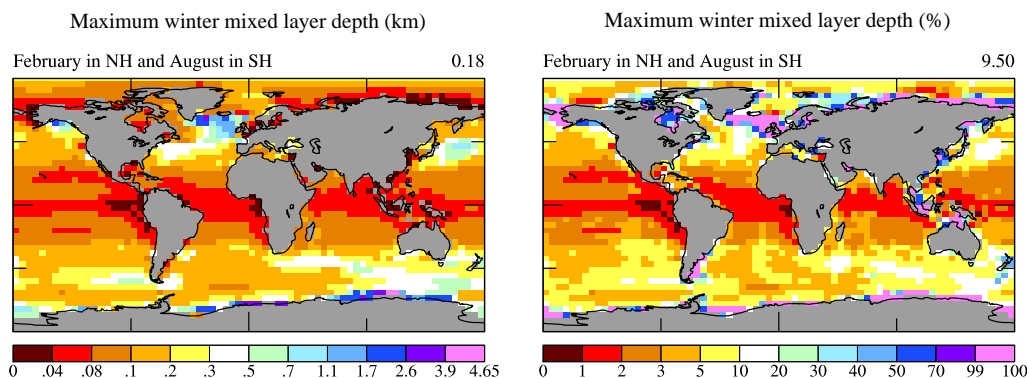 Maximum winter mixed layer depth (km)
February in NH and August in SH 0.18
0 .04 .08 .1 .2 .3 .5 .7 1.1 1.7 2.6 3.9 4.65
Maximum winter mixed layer depth (%)
February in NH and August in SH 9.50
0 1 2 3 5 10 20 30 40 50 70 99 100